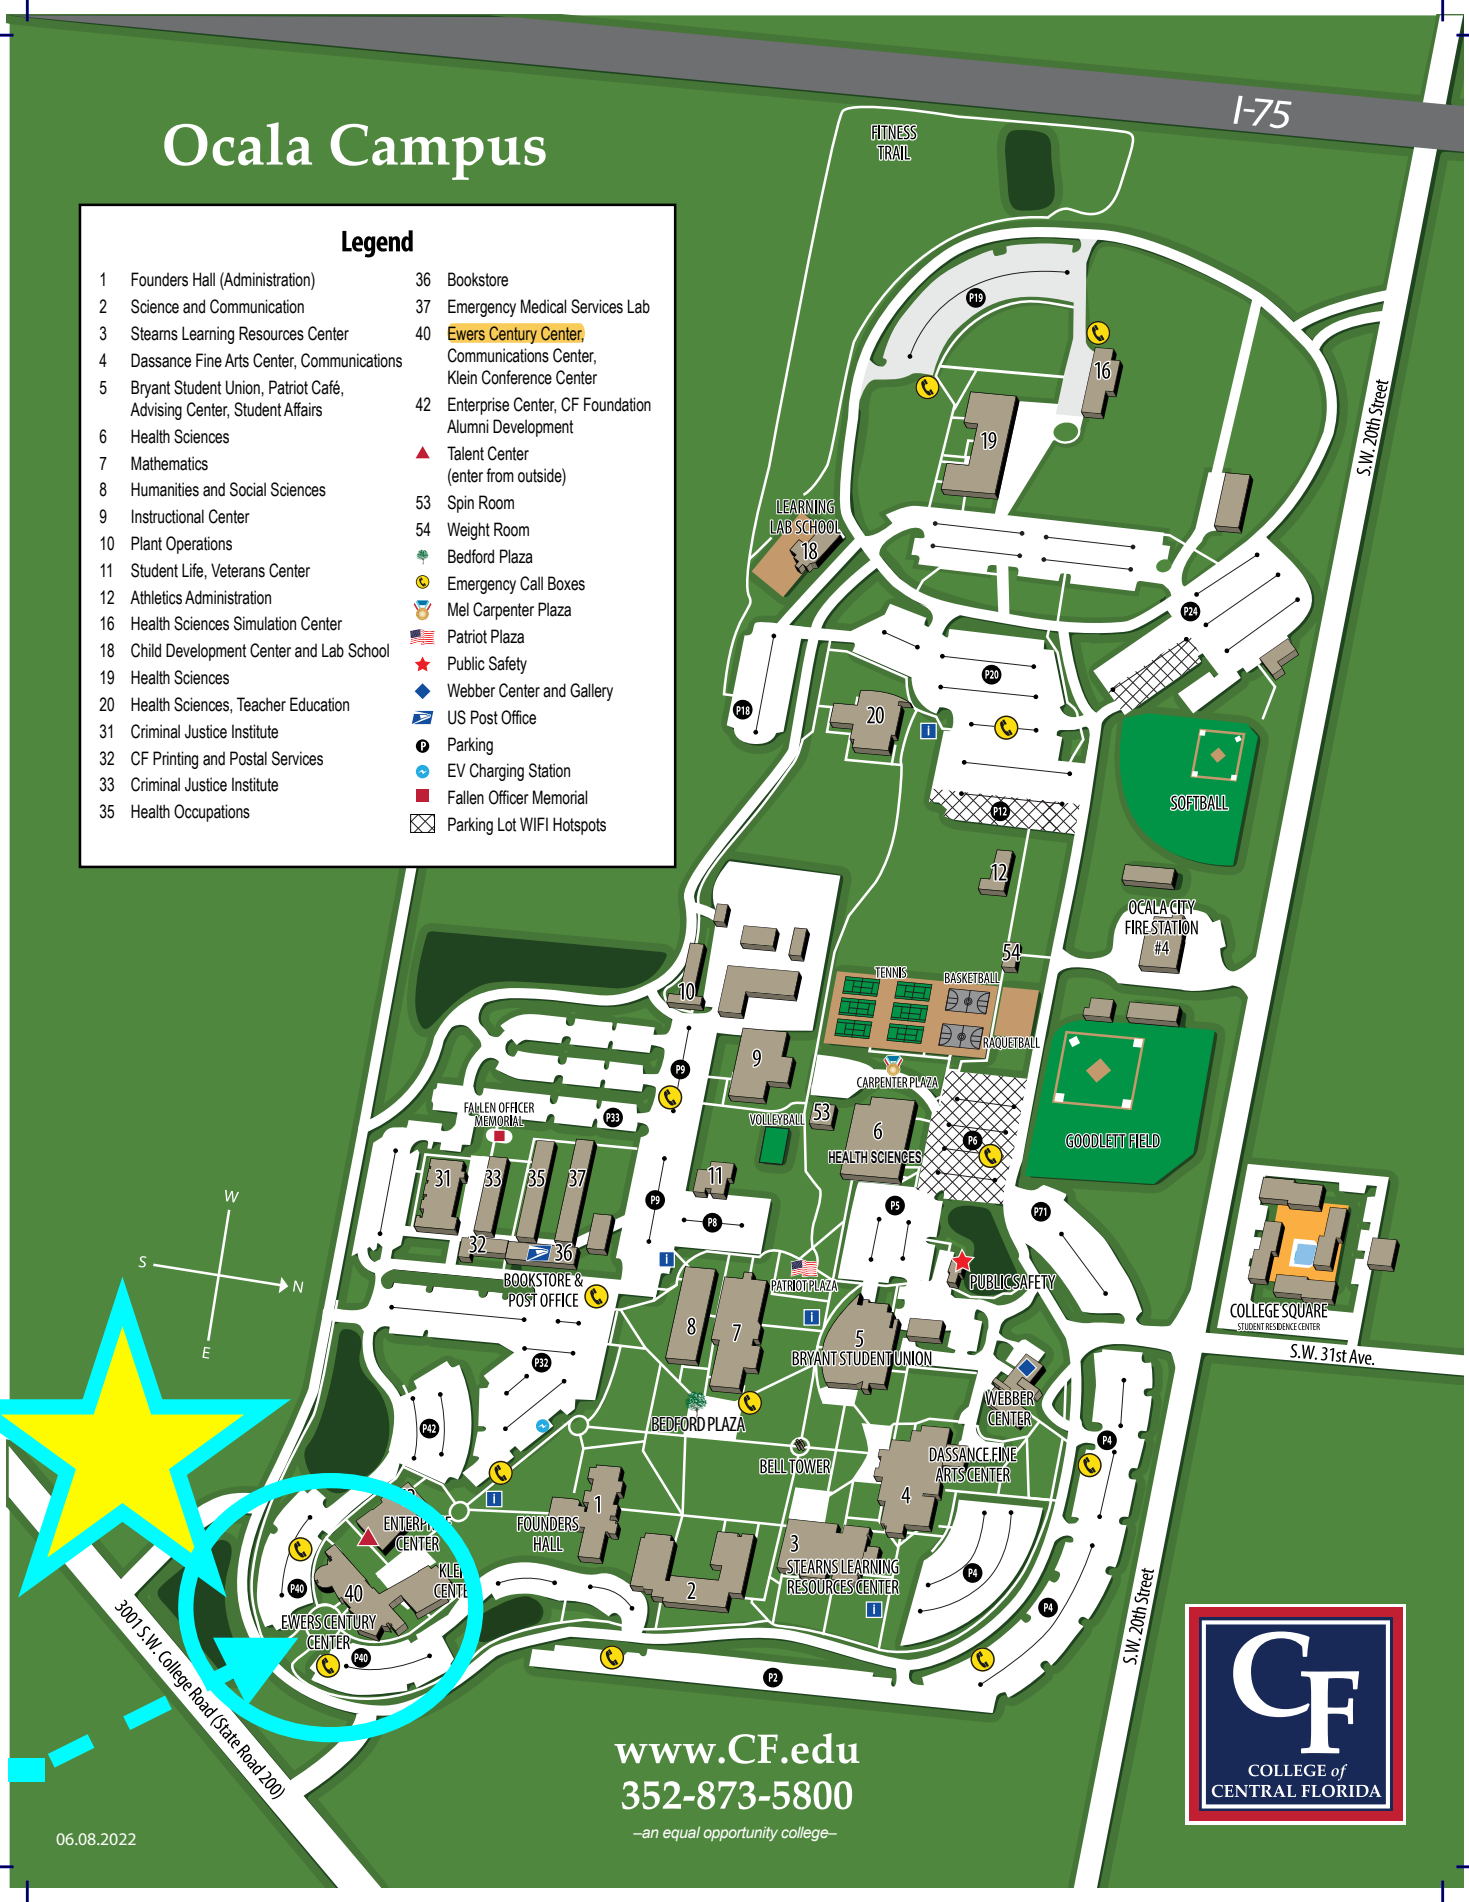 I-75
Ocala Campus
FITNESS
TRAIL
Legend
1 Founders Hall (Administration)
2 Science and Communication
3 Stearns Learning Resources Center
4 Dassance Fine Arts Center, Communications
5 Bryant Student Union, Patriot Café,
Advising Center, Student Affairs
6 Health Sciences
7 Mathematics
8 Humanities and Social Sciences
9 Instructional Center
10 Plant Operations
11 Student Life, Veterans Center
12 Athletics Administration
16 Health Sciences Simulation Center
18 Child Development Center and Lab School
19 Health Sciences
20 Health Sciences, Teacher Education
31 Criminal Justice Institute
32 CF Printing and Postal Services
33 Criminal Justice Institute
35 Health Occupations
36 Bookstore
37 Emergency Medical Services Lab
40 Ewers Century Center,
Communications Center,
Klein Conference Center
42 Enterprise Center, CF Foundation
Alumni Development
Talent Center
(enter from outside)
53 Spin Room
54 Weight Room
Bedford Plaza
Emergency Call Boxes
Mel Carpenter Plaza
Patriot Plaza
Public Safety
Webber Center and Gallery
US Post Office
P Parking
EV Charging Station
Fallen Officer Memorial
Parking Lot WIFI Hotspots
P19
16
19
S.W. 20th Street
LEARNING
LAB SCHOOL
18
P24
P20
P18
20
i
P12
SOFTBALL
12
OCALA CITY
FIRE STATION
#4
54
TENNIS
BASKETBALL
10
RAQUETBALL
9
P9
CARPENTER PLAZA
FALLEN OFFICER
MEMORIAL
P33
VOLLEYBALL
53
6
HEALTH SCIENCES
P6
GOODLETT FIELD
31
33
35
37
11
P9
P8
P5
P71
W
S
N
E
32
36
BOOKSTORE &
POST OFFICE
i
PATRIOT PLAZA
PUBLIC SAFETY
COLLEGE SQUARE
STUDENT RESIDENCE CENTER
S.W. 31st Ave.
i
8
7
5
BRYANT STUDENT UNION
P32
WEBBER
CENTER
P42
BEDFORD PLAZA
P4
BELL TOWER
DASSANCE FINE
ARTS CENTER
4
i
1
FOUNDERS
HALL
ENTERPRISE
CENTER
3
STEARNS LEARNING
RESOURCES CENTER
P4
P40
40
2
P4
i
EWERS CENTURY
CENTER
P40
P2
S.W. 20th Street
3001 S.W. College Road (State Road 200)
www.CF.edu
352-873-5800
–an equal opportunity college–
CF
COLLEGE of
CENTRAL FLORIDA
06.08.2022